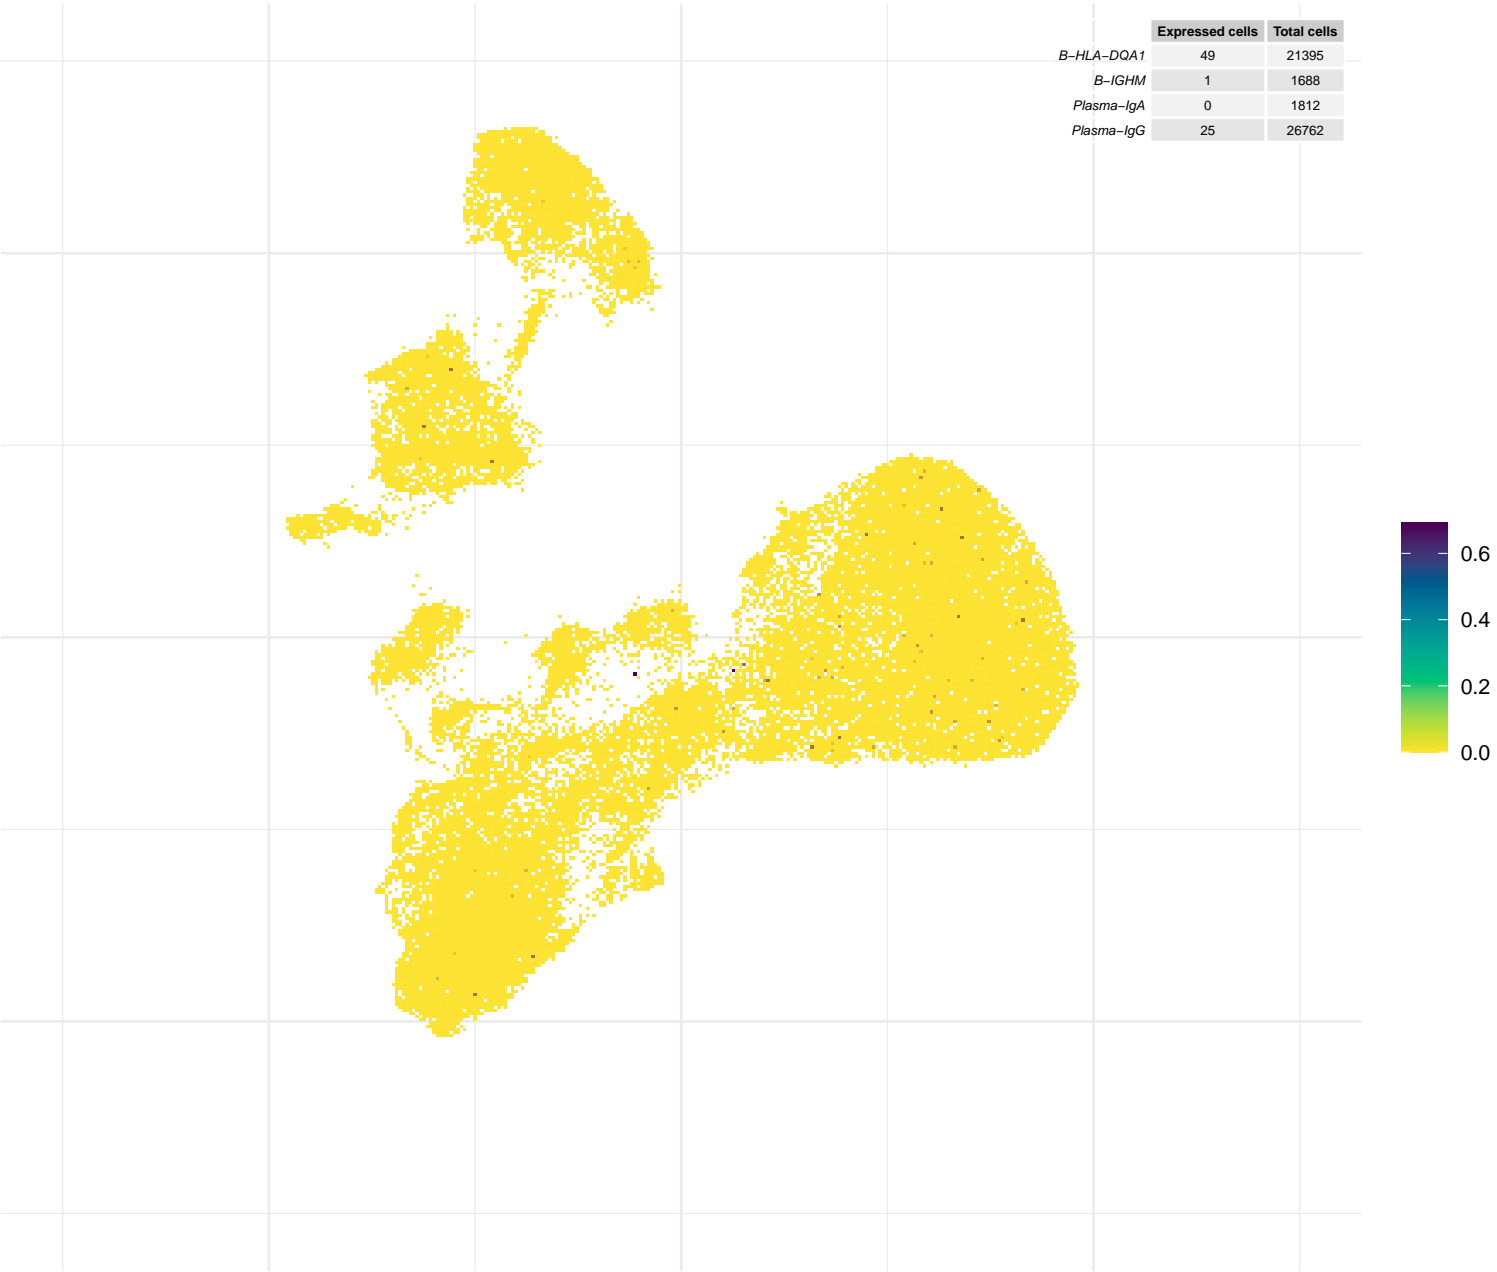 Expressed cells Total cells
B−HLA−DQA1 49 21395
B−IGHM 1 1688
Plasma−IgA 0 1812
Plasma−IgG 25 26762
0.6
0.4
0.2
0.0